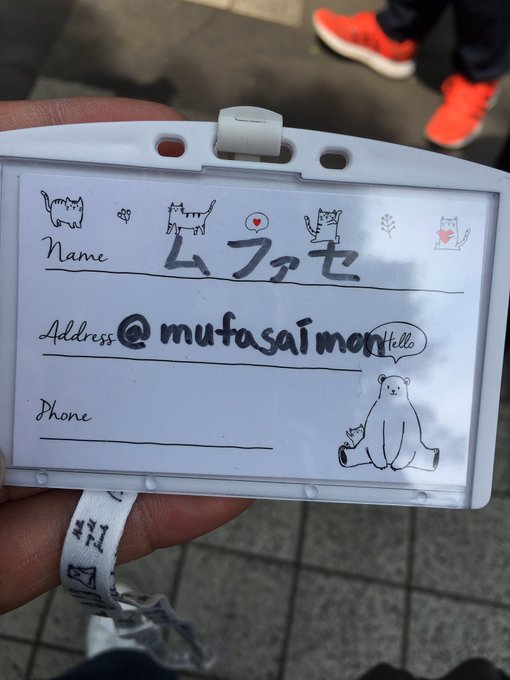 Name ムファセ
Address @mufasaimon Hello
Phone